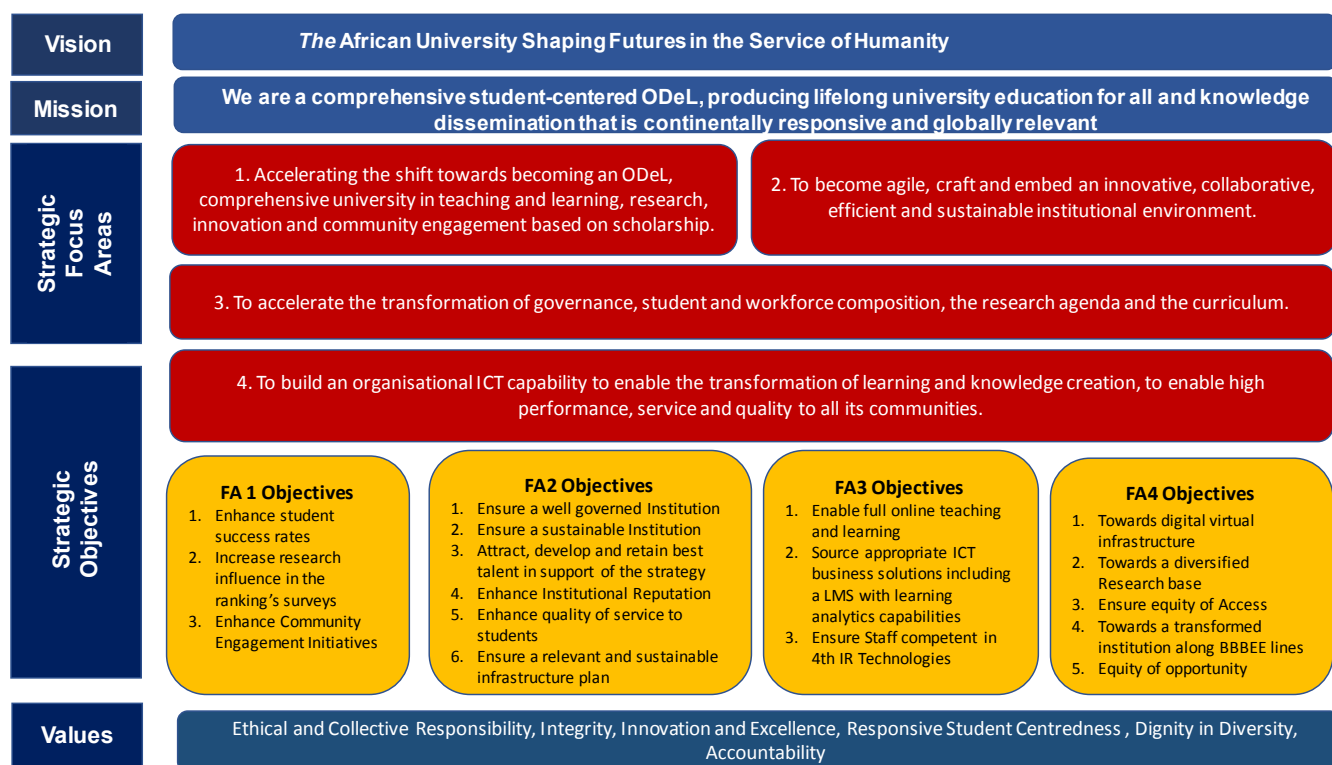 Vision
The African University Shaping Futures in the Service of Humanity
Mission
We are a comprehensive student-centered ODeL, producing lifelong university education for all and knowledge
dissemination that is continentally responsive and globally relevant
Strategic
Focus
Areas
1. Accelerating the shift towards becoming an ODeL,
comprehensive university in teaching and learning, research,
innovation and community engagement based on scholarship.
2. To become agile, craft and embed an innovative, collaborative,
efficient and sustainable institutional environment.
3. To accelerate the transformation of governance, student and workforce composition, the research agenda and the curriculum.
4. To build an organisational ICT capability to enable the transformation of learning and knowledge creation, to enable high
performance, service and quality to all its communities.
Strategic
Objectives
FA 1 Objectives
1. Enhance student
success rates
2. Increase research
influence in the
ranking's surveys
3. Enhance Community
Engagement Initiatives
FA2 Objectives
1. Ensure a well governed Institution
2. Ensure a sustainable Institution
3. Attract, develop and retain best
talent in support of the strategy
4. Enhance Institutional Reputation
5. Enhance quality of service to
students
6. Ensure a relevant and sustainable
infrastructure plan
FA3 Objectives
1. Enable full online teaching
and learning
2. Source appropriate ICT
business solutions including
a LMS with learning
analytics capabilities
3. Ensure Staff competent in
4th IR Technologies
FA4 Objectives
1. Towards digital virtual
infrastructure
2. Towards a diversified
Research base
3. Ensure equity of Access
4. Towards a transformed
institution along BBBEE lines
5. Equity of opportunity
Values
Ethical and Collective Responsibility, Integrity, Innovation and Excellence, Responsive Student Centredness , Dignity in Diversity,
Accountability